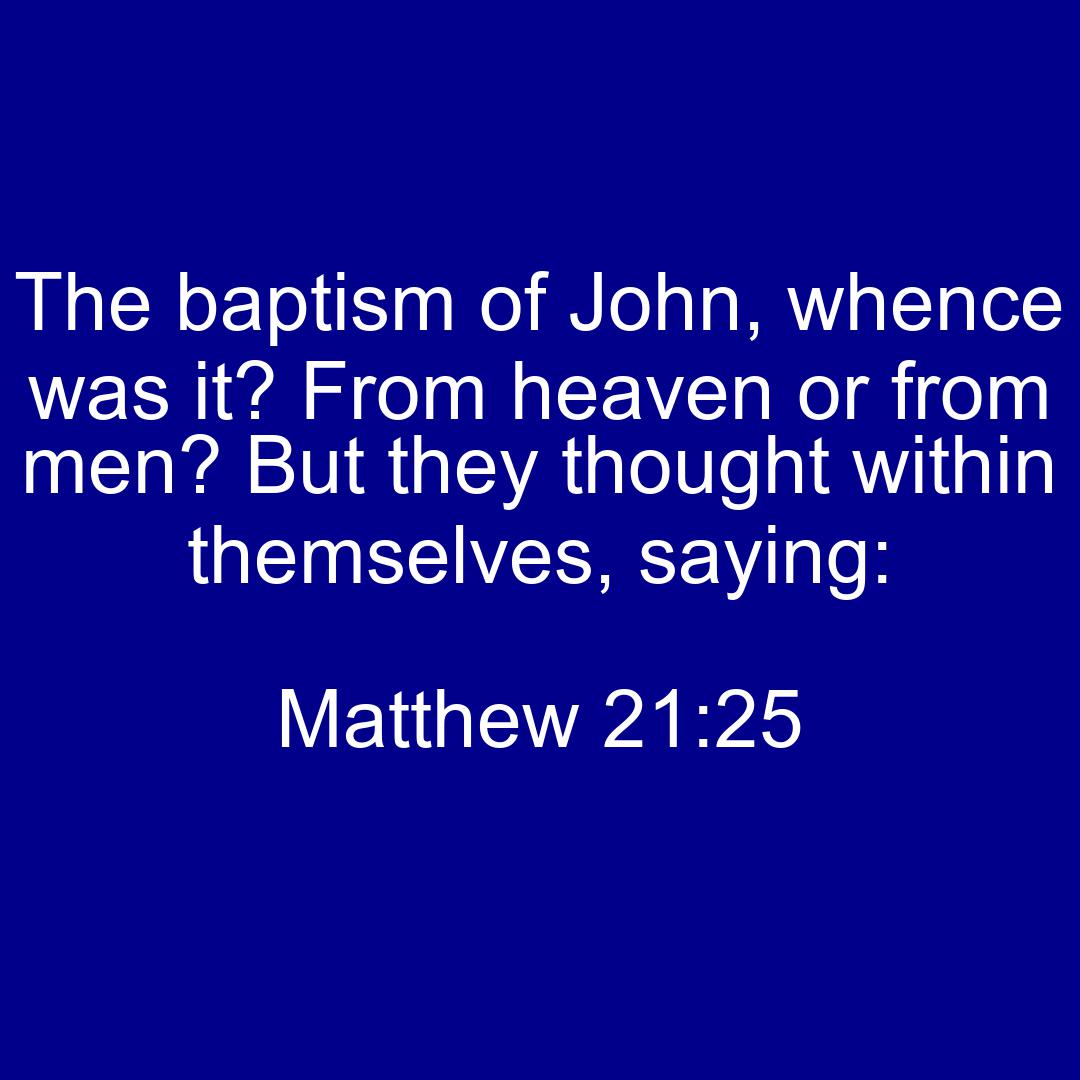 The baptism of John, whence
was it? From heaven or from
men? But they thought within
themselves, saying:
Matthew 21:25